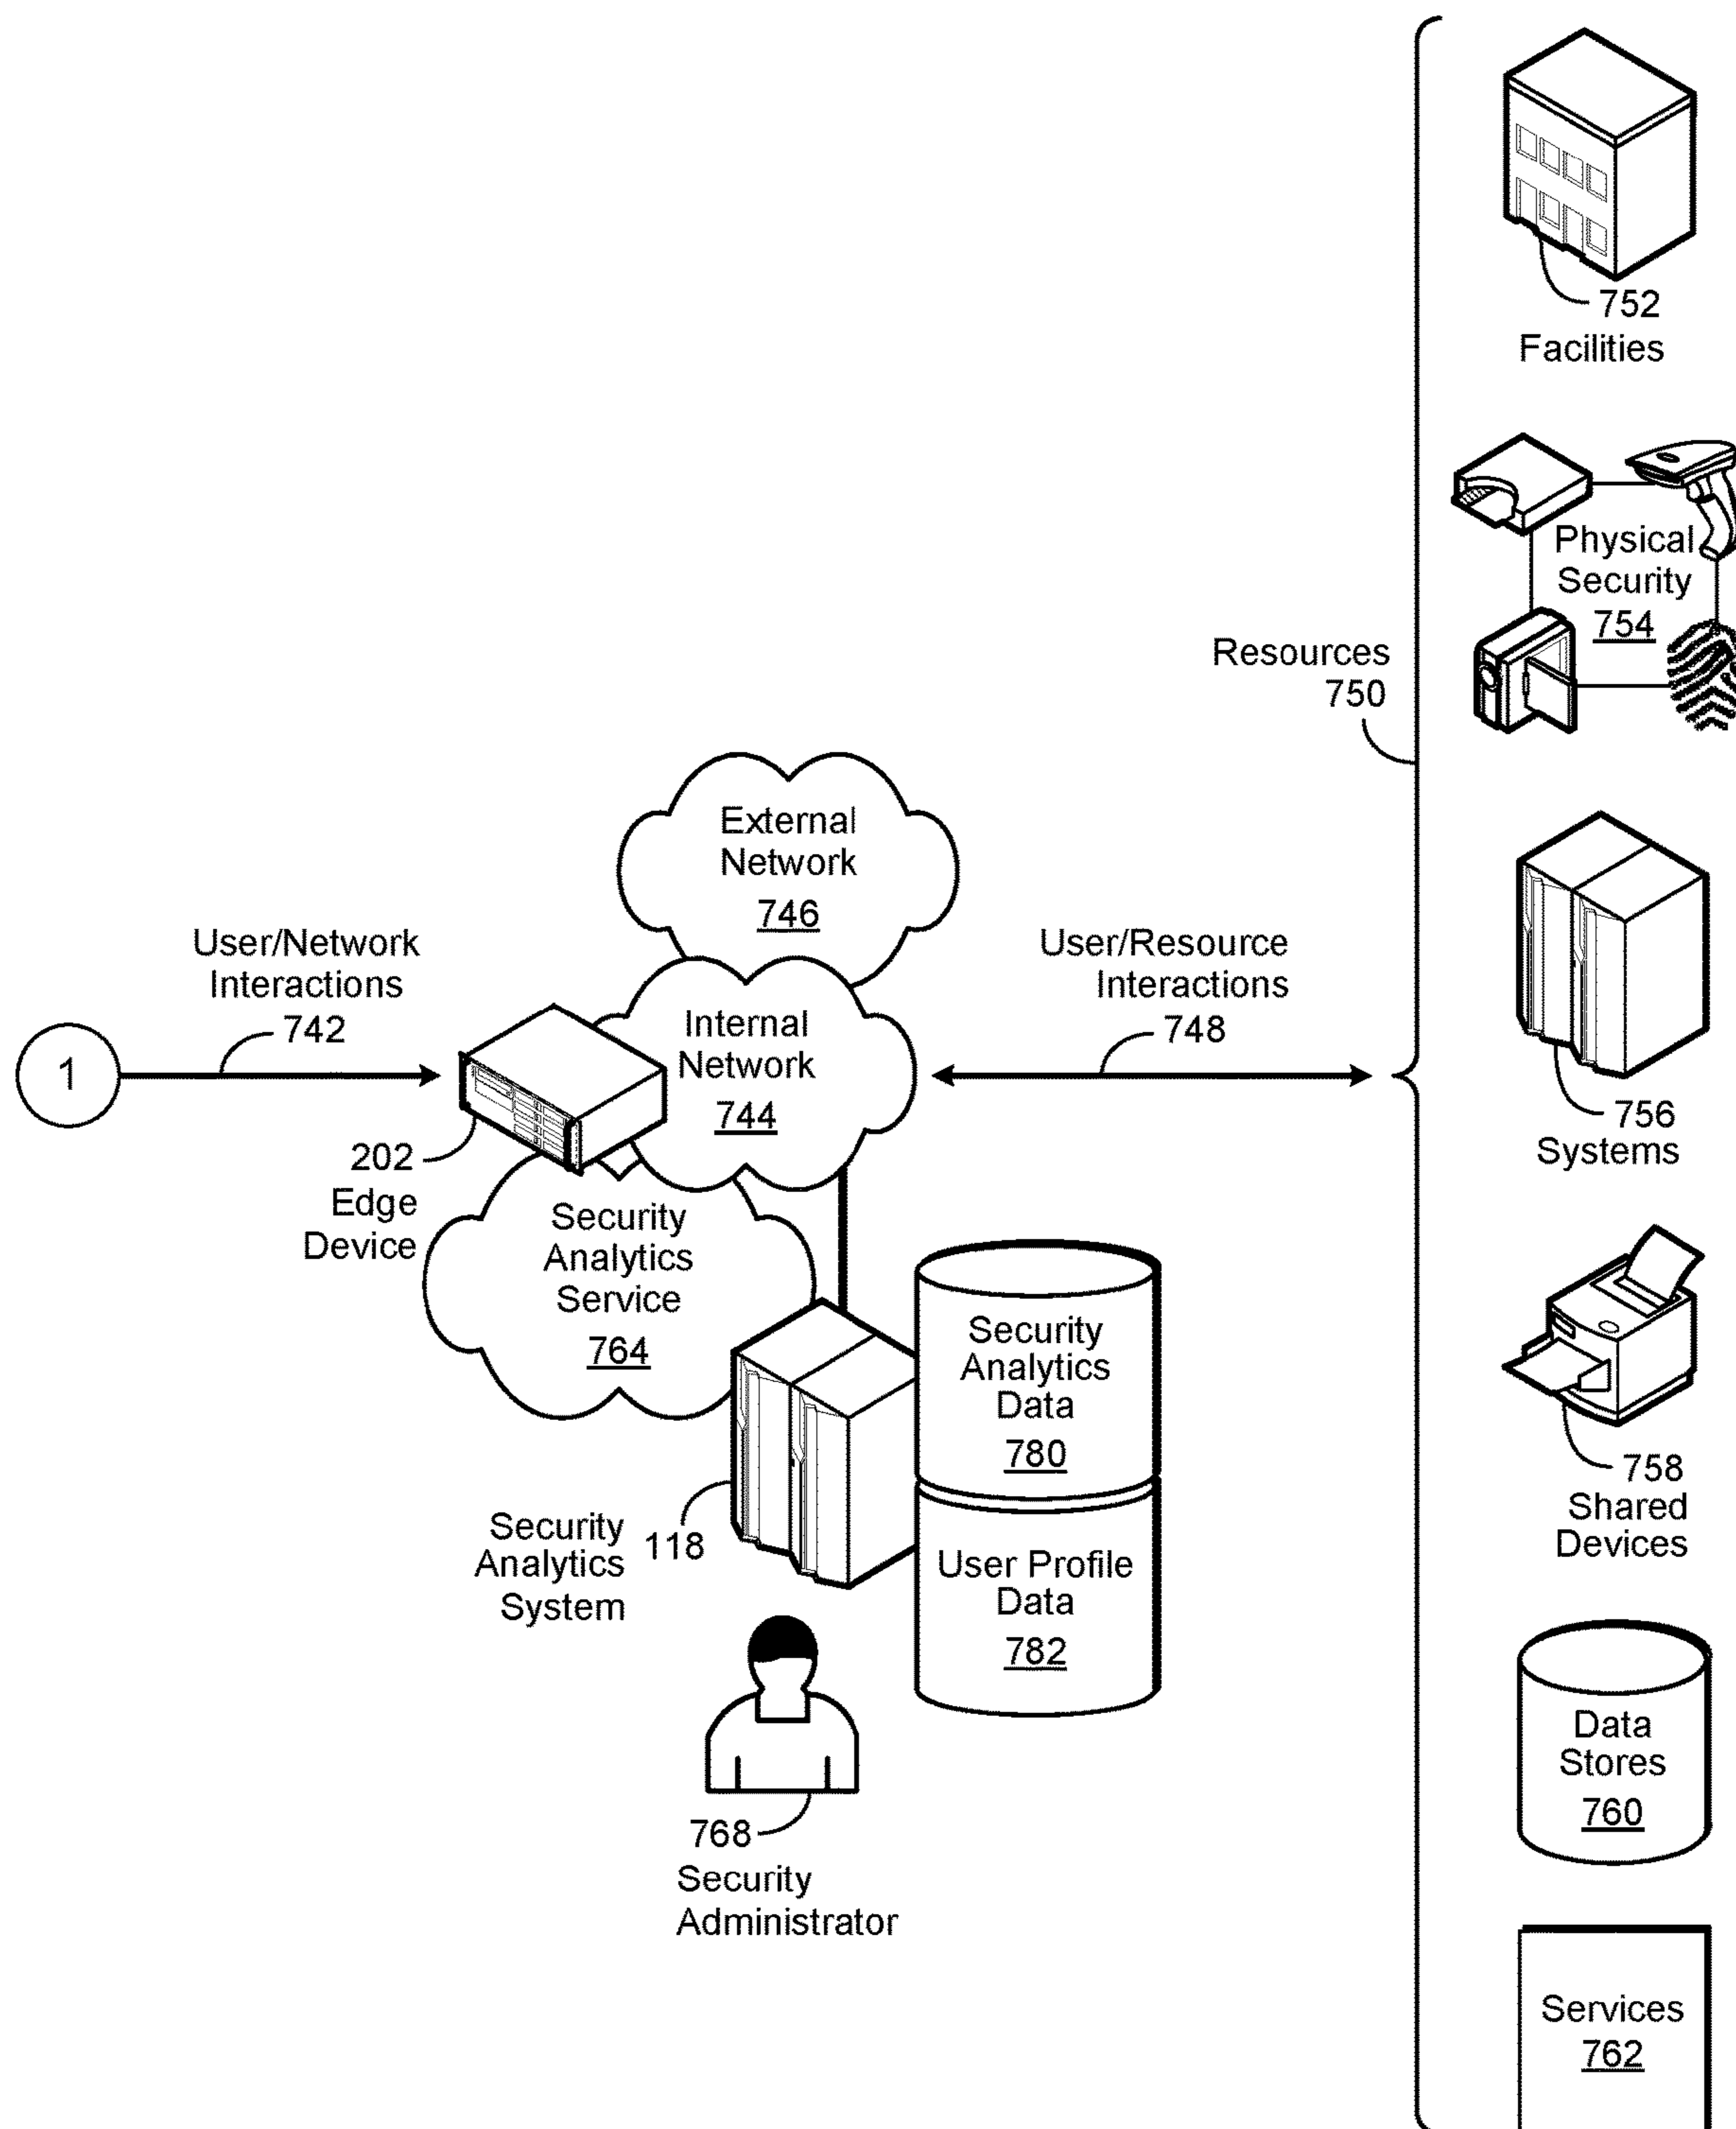 752
Facilities
Physical
Security
754
Resources
750
External
Network
746
User/Network
Interactions
742
User/Resource
Interactions
748
1
Internal
Network
744
202
Edge
Device
756
Systems
Security
Analytics
Service
764
Security
Analytics
Data
780
758
Shared
Devices
Security
Analytics
System
118
User Profile
Data
782
Data
Stores
760
768
Security
Administrator
Services
762